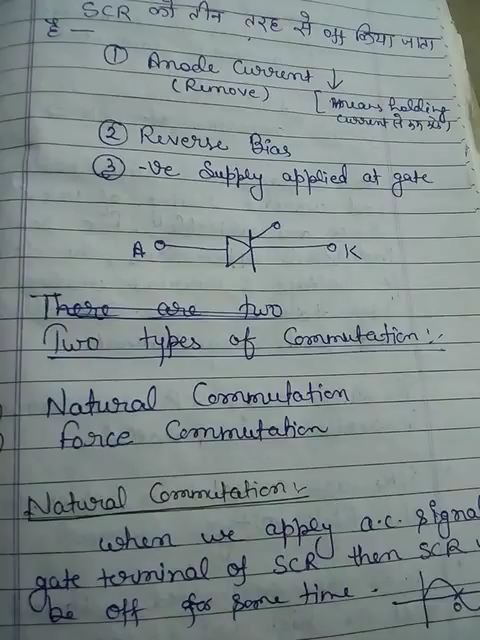 SCR को तीन तरह से off किया जाता
है —
① Anode Current ↓
(Remove)
[Means holding
current से कम करे)
② Reverse Bias
③ -ve Supply applied at gate
A K
There are two
Two types of Commutation:-
Natural Commutation
force Commutation
Natural Commutation:-
when we apply a.c. signal
gate terminal of SCR then SCR
be off for some time.